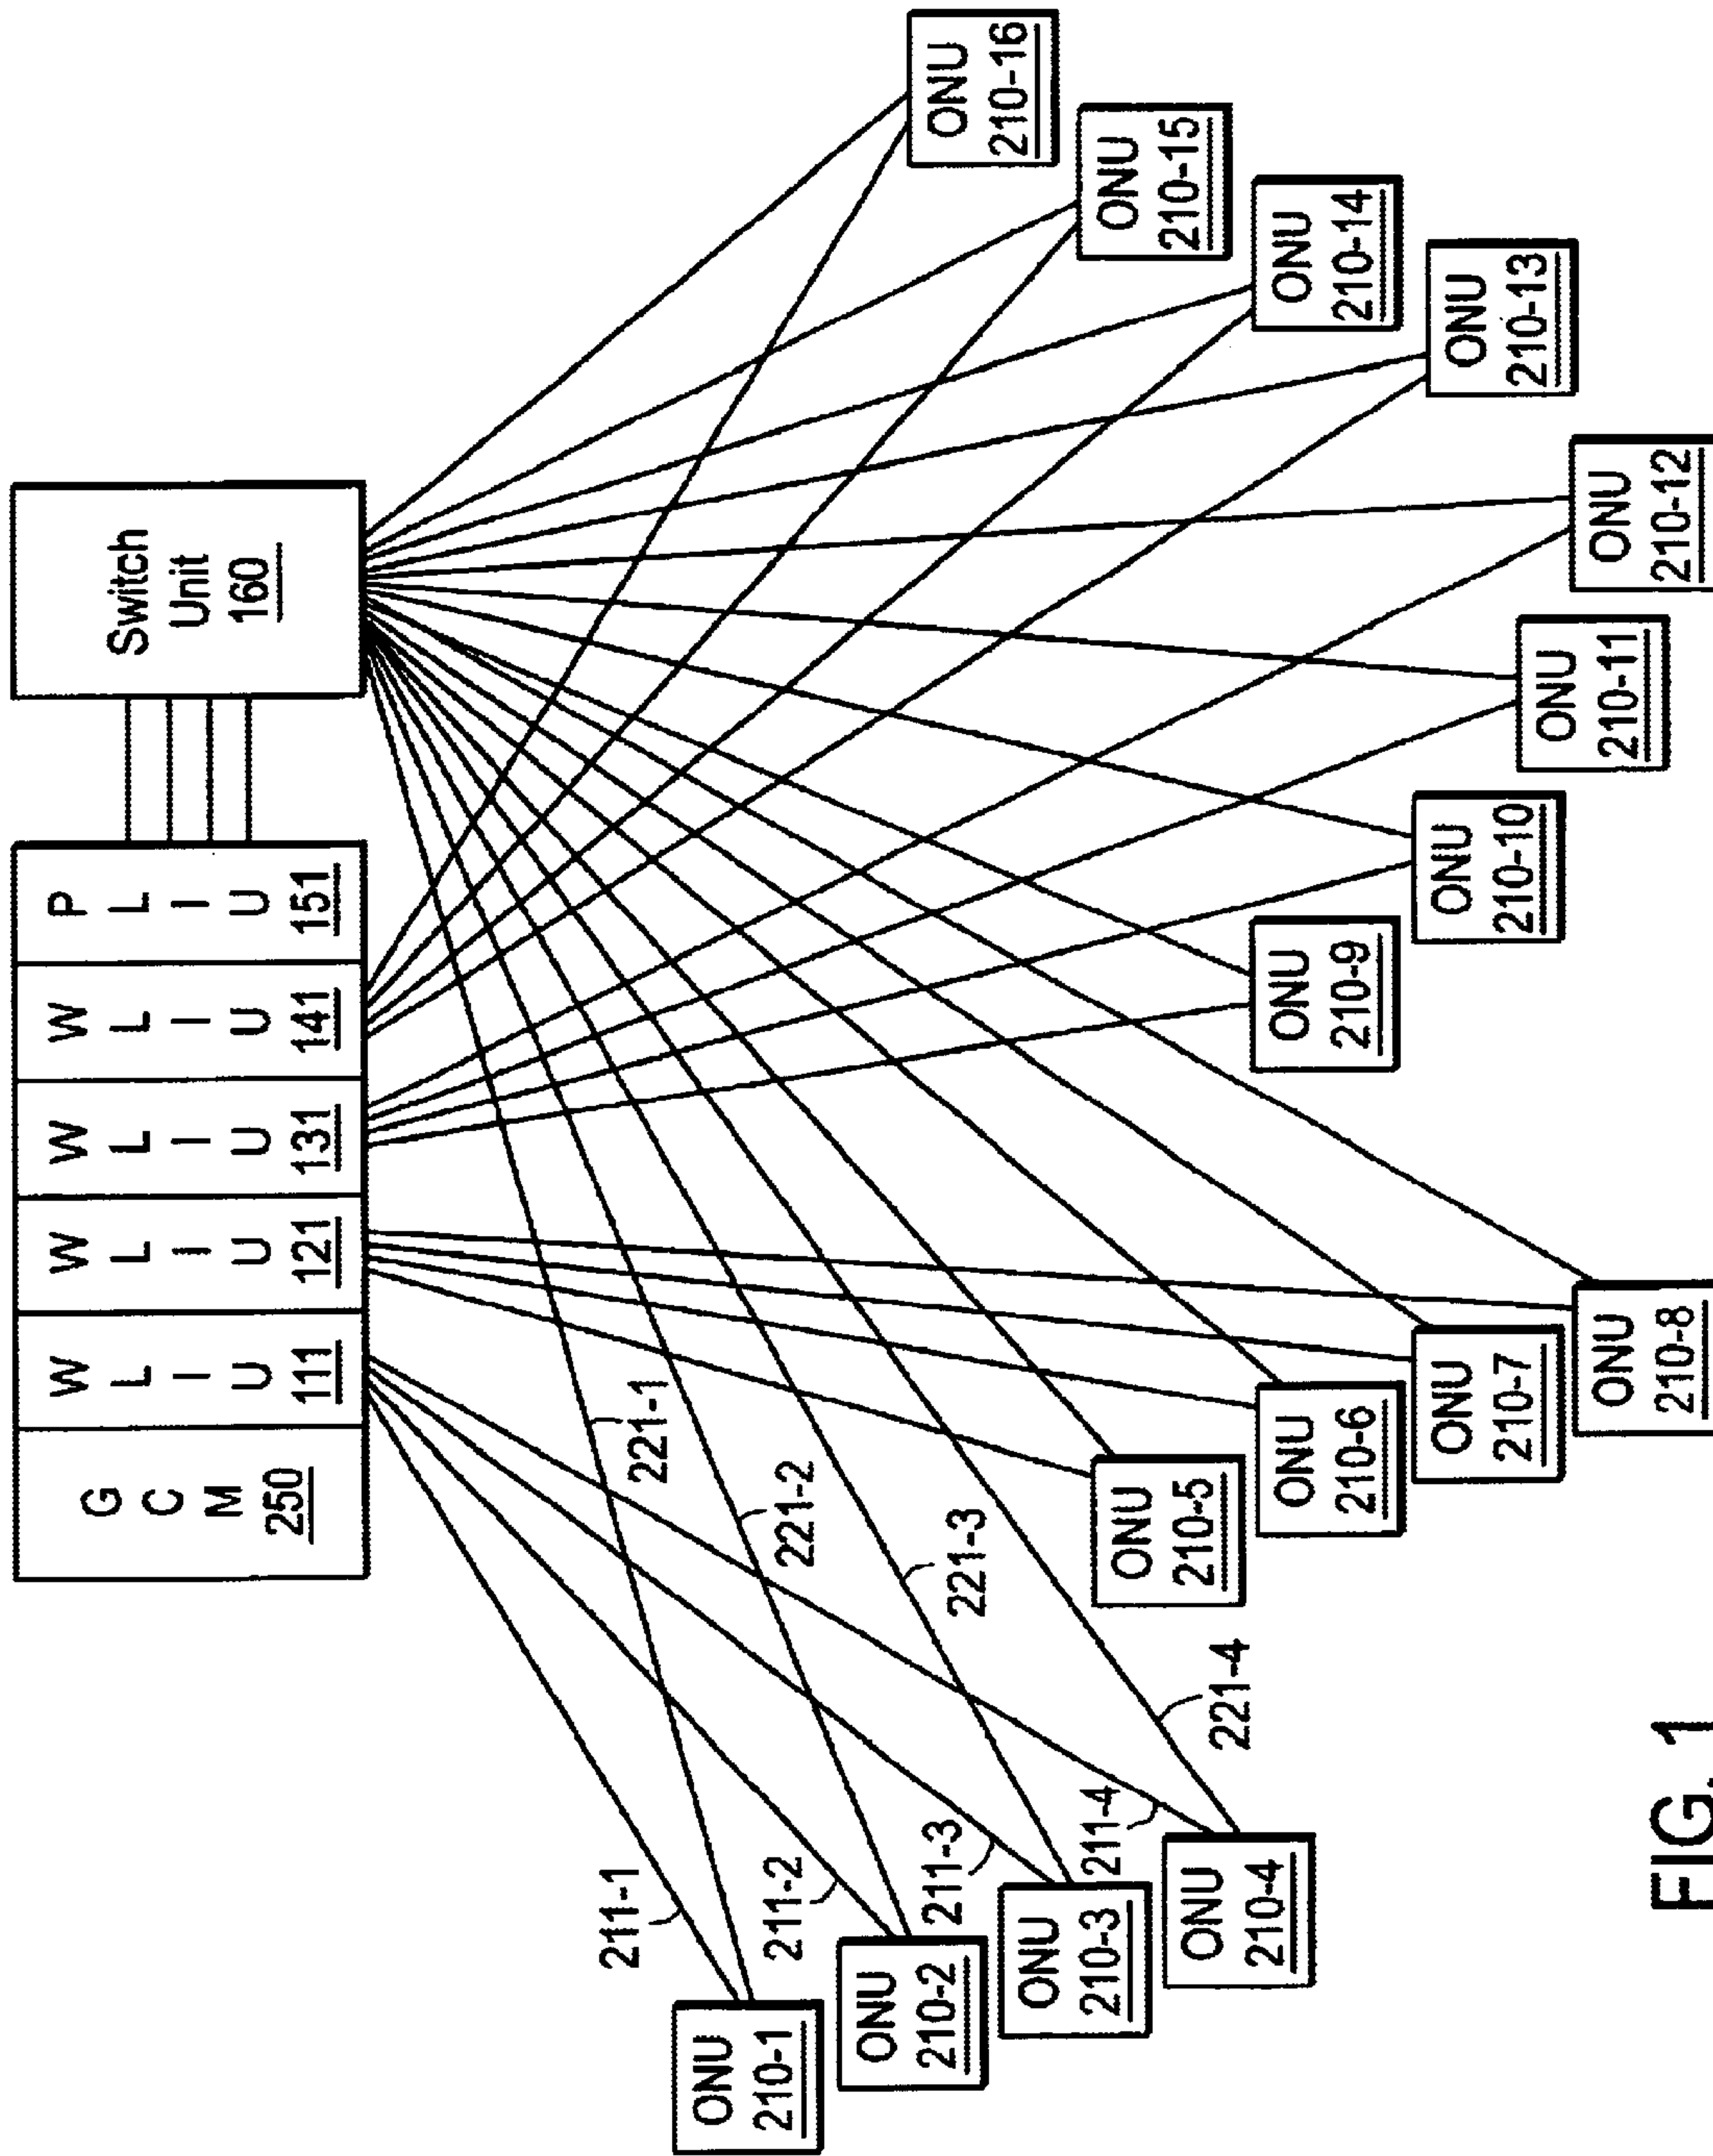 G
C
M
250
W
L
I
U
111
W
L
I
U
121
W
L
I
U
131
W
L
I
U
141
P
L
I
U
151
Switch
Unit
160
211-1
211-2
211-3
211-4
221-1
221-2
221-3
221-4
ONU
210-1
ONU
210-2
ONU
210-3
ONU
210-4
ONU
210-5
ONU
210-6
ONU
210-7
ONU
210-8
ONU
210-9
ONU
210-10
ONU
210-11
ONU
210-12
ONU
210-13
ONU
210-14
ONU
210-15
ONU
210-16
FIG. 1